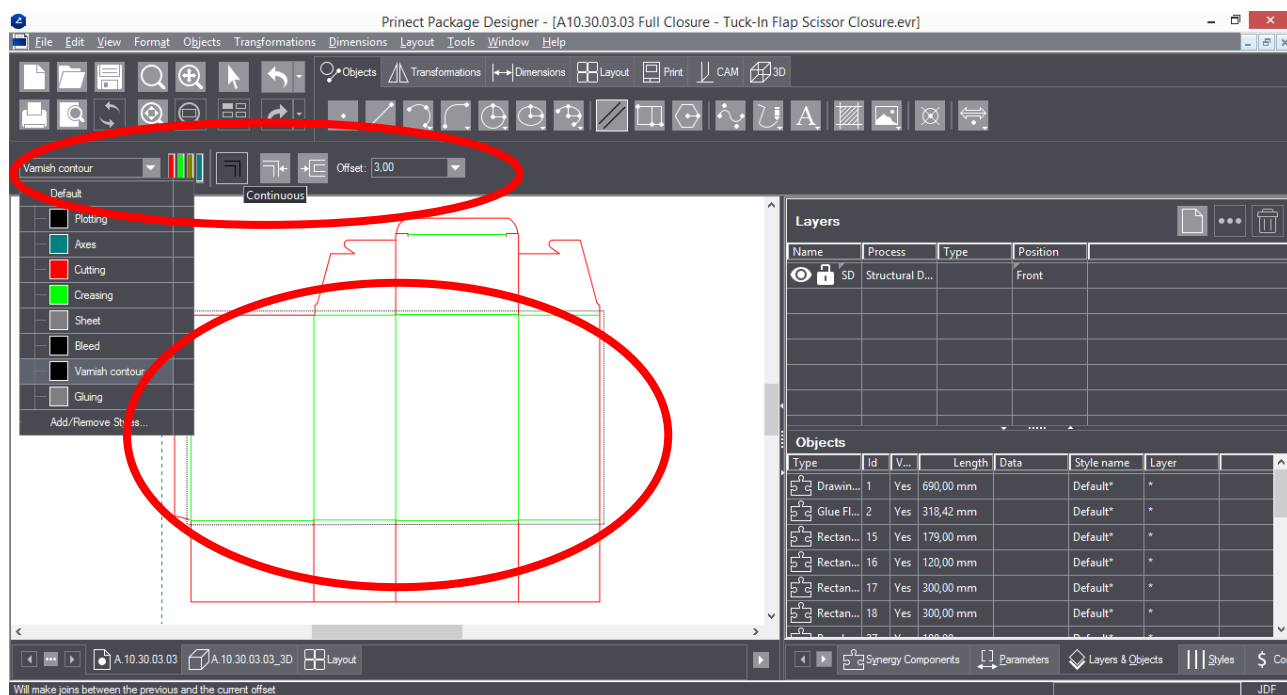 Prinect Package Designer - [A10.30.03.03 Full Closure - Tuck-In Flap Scissor Closure.evr]
File Edit View Format Objects Transformations Dimensions Layout Tools Window Help
Objects Transformations Dimensions Layout Print CAM 3D
Varnish contour Offset: 3,00
Continuous
Default
Plotting
Axes
Cutting
Creasing
Sheet
Bleed
Varnish contour
Gluing
Add/Remove Styles...
Layers
Name Process Type Position
SD Structural D... Front
Objects
Type Id V... Length Data Style name Layer
Drawin... 1 Yes 690,00 mm Default* *
Glue Fl... 2 Yes 318,42 mm Default* *
Rectan... 15 Yes 179,00 mm Default* *
Rectan... 16 Yes 120,00 mm Default* *
Rectan... 17 Yes 300,00 mm Default* *
Rectan... 18 Yes 300,00 mm Default* *
A.10.30.03.03 A.10.30.03.03_3D Layout
Synergy Components Parameters Layers & Objects Styles $ Co
Will make joins between the previous and the current offset JDF